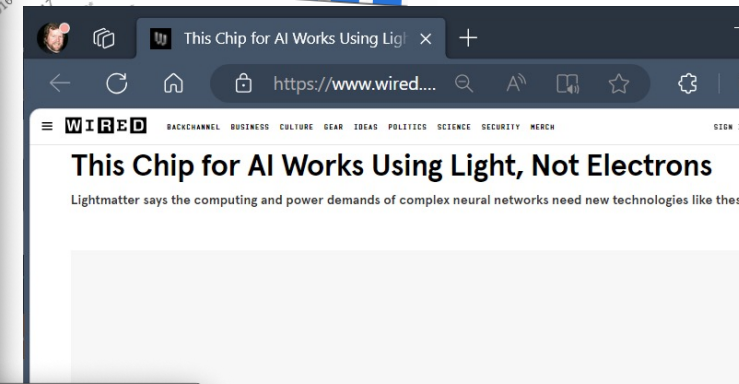 This Chip for AI Works Using Ligh
https://www.wired....
WIRED BACKCHANNEL BUSINESS CULTURE GEAR IDEAS POLITICS SCIENCE SECURITY MERCH SIGN
This Chip for AI Works Using Light, Not Electrons
Lightmatter says the computing and power demands of complex neural networks need new technologies like thes